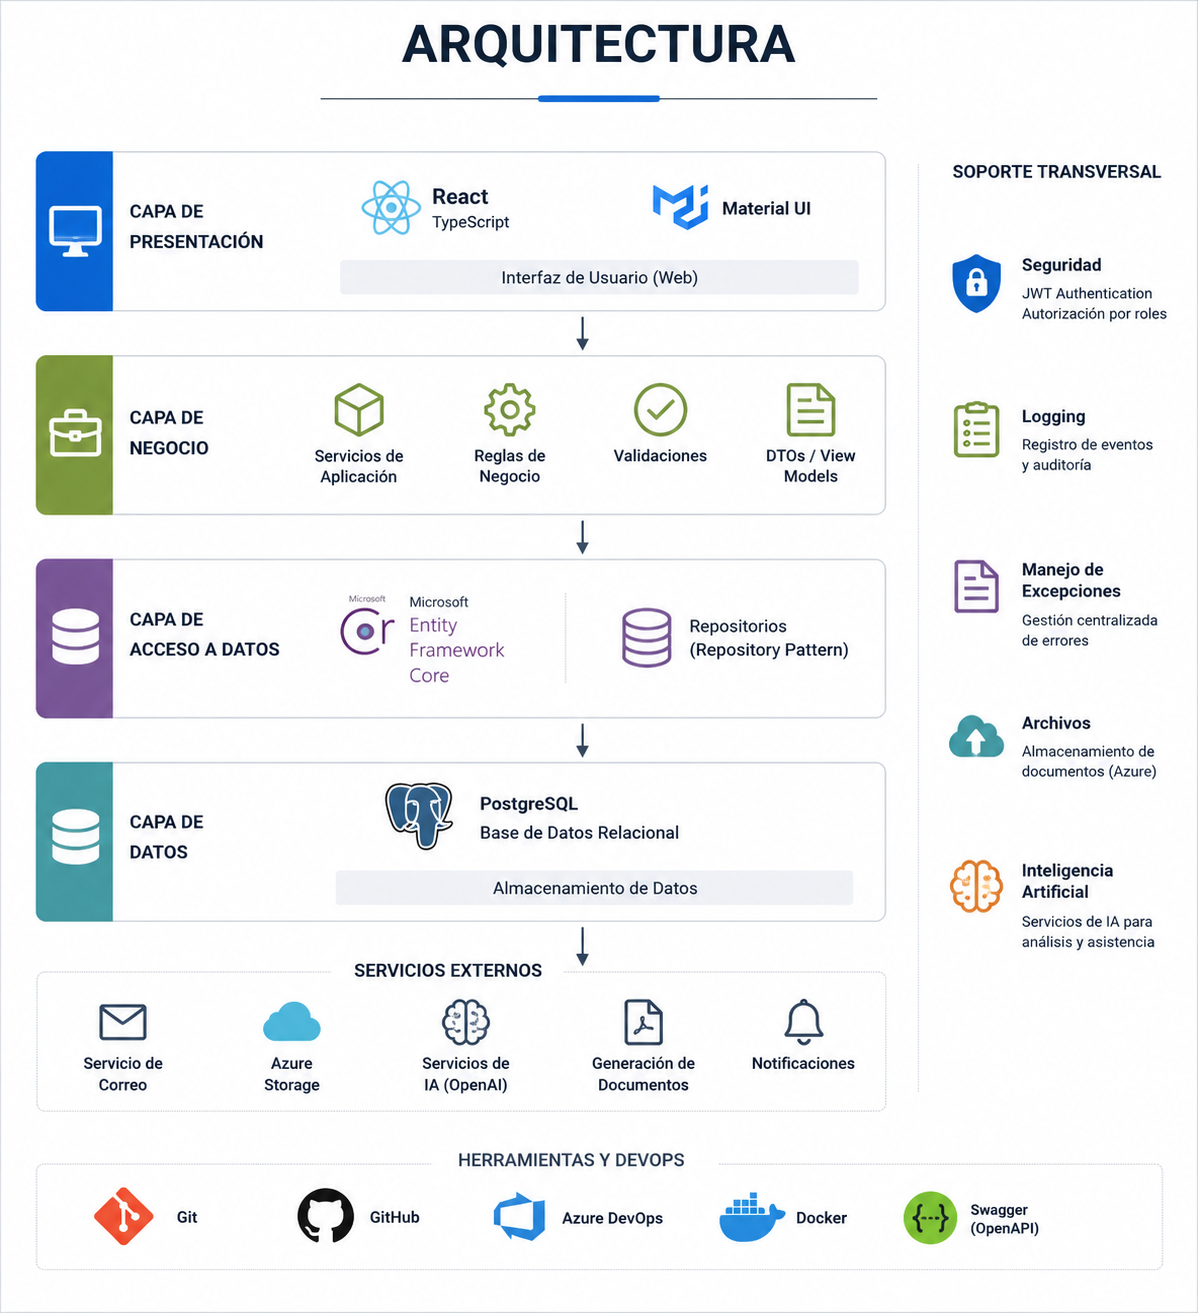 ARQUITECTURA
CAPA DE
PRESENTACIÓN
React
TypeScript
Material UI
Interfaz de Usuario (Web)
CAPA DE
NEGOCIO
Servicios de
Aplicación
Reglas de
Negocio
Validaciones
DTOs / View
Models
CAPA DE
ACCESO A DATOS
Microsoft
Cor
Microsoft
Entity
Framework
Core
Repositorios
(Repository Pattern)
CAPA DE
DATOS
PostgreSQL
Base de Datos Relacional
Almacenamiento de Datos
SERVICIOS EXTERNOS
Servicio de
Correo
Azure
Storage
Servicios de
IA (OpenAI)
Generación de
Documentos
Notificaciones
SOPORTE TRANSVERSAL
Seguridad
JWT Authentication
Autorización por roles
Logging
Registro de eventos
y auditoría
Manejo de
Excepciones
Gestión centralizada
de errores
Archivos
Almacenamiento de
documentos (Azure)
Inteligencia
Artificial
Servicios de IA para
análisis y asistencia
HERRAMIENTAS Y DEVOPS
Git
GitHub
Azure DevOps
Docker
{···}
Swagger
(OpenAPI)